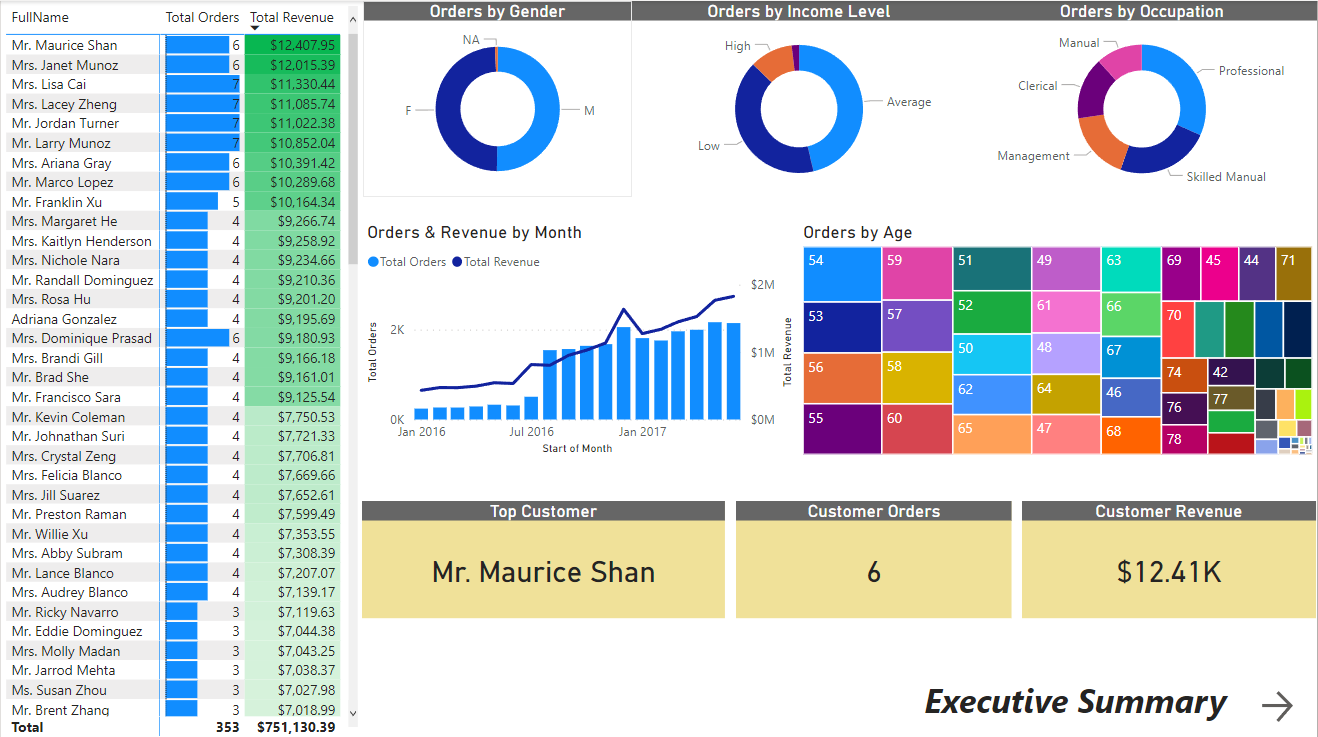 FullName Total Orders Total Revenue
Mr. Maurice Shan 6 $12,407.95
Mrs. Janet Munoz 6 $12,015.39
Mrs. Lisa Cai 7 $11,330.44
Mrs. Lacey Zheng 7 $11,085.74
Mr. Jordan Turner 7 $11,022.38
Mr. Larry Munoz 7 $10,852.04
Mrs. Ariana Gray 6 $10,391.42
Mr. Marco Lopez 6 $10,289.68
Mr. Franklin Xu 5 $10,164.34
Mrs. Margaret He 4 $9,266.74
Mrs. Kaitlyn Henderson 4 $9,258.92
Mrs. Nichole Nara 4 $9,234.66
Mr. Randall Dominguez 4 $9,210.36
Mrs. Rosa Hu 4 $9,201.20
Adriana Gonzalez 4 $9,195.69
Mrs. Dominique Prasad 6 $9,180.93
Mrs. Brandi Gill 4 $9,166.18
Mr. Brad She 4 $9,161.01
Mr. Francisco Sara 4 $9,125.54
Mr. Kevin Coleman 4 $7,750.53
Mr. Johnathan Suri 4 $7,721.33
Mrs. Crystal Zeng 4 $7,706.81
Mrs. Felicia Blanco 4 $7,669.66
Mrs. Jill Suarez 4 $7,652.61
Mr. Preston Raman 4 $7,599.49
Mr. Willie Xu 4 $7,353.55
Mrs. Abby Subram 4 $7,308.39
Mr. Lance Blanco 4 $7,207.07
Mrs. Audrey Blanco 4 $7,139.17
Mr. Ricky Navarro 3 $7,119.63
Mr. Eddie Dominguez 3 $7,044.38
Mrs. Molly Madan 3 $7,043.25
Mr. Jarrod Mehta 3 $7,038.37
Ms. Susan Zhou 3 $7,027.98
Mr. Brent Zhang 3 $7,018.99
Total 353 $751,130.39
Orders by Gender
NA
F
M
Orders by Income Level
High
Average
Low
Orders by Occupation
Manual
Professional
Clerical
Management
Skilled Manual
Orders & Revenue by Month
Total Orders Total Revenue
$2M
2K
$1M
0K
$0M
Total Orders
Total Revenue
Jan 2016 Jul 2016 Jan 2017
Start of Month
Orders by Age
54 59 51 49 63 69 45 44 71
53 57 52 61 66 70
56 58 50 48 67 74 42
55 60 62 64 46 76 77
65 47 68 78
Top Customer
Mr. Maurice Shan
Customer Orders
6
Customer Revenue
$12.41K
Executive Summary